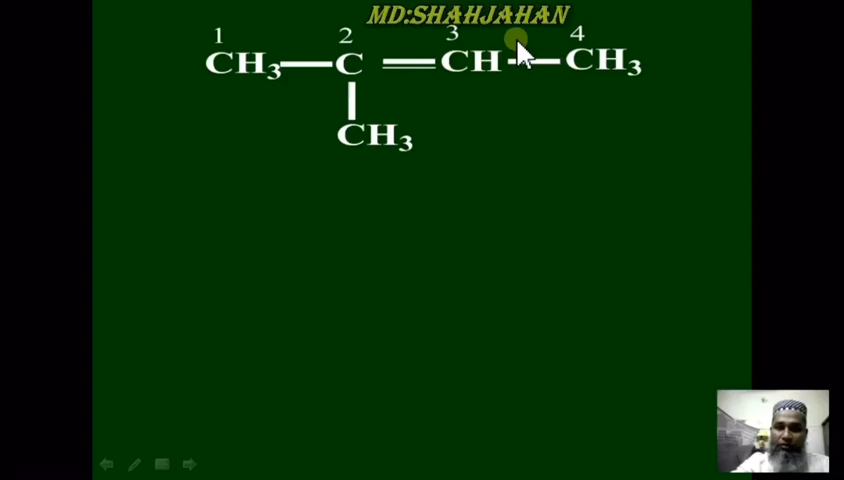 MD:SHAHJAHAN
1 2 3 4
CH₃—C═CH—CH₃
CH₃